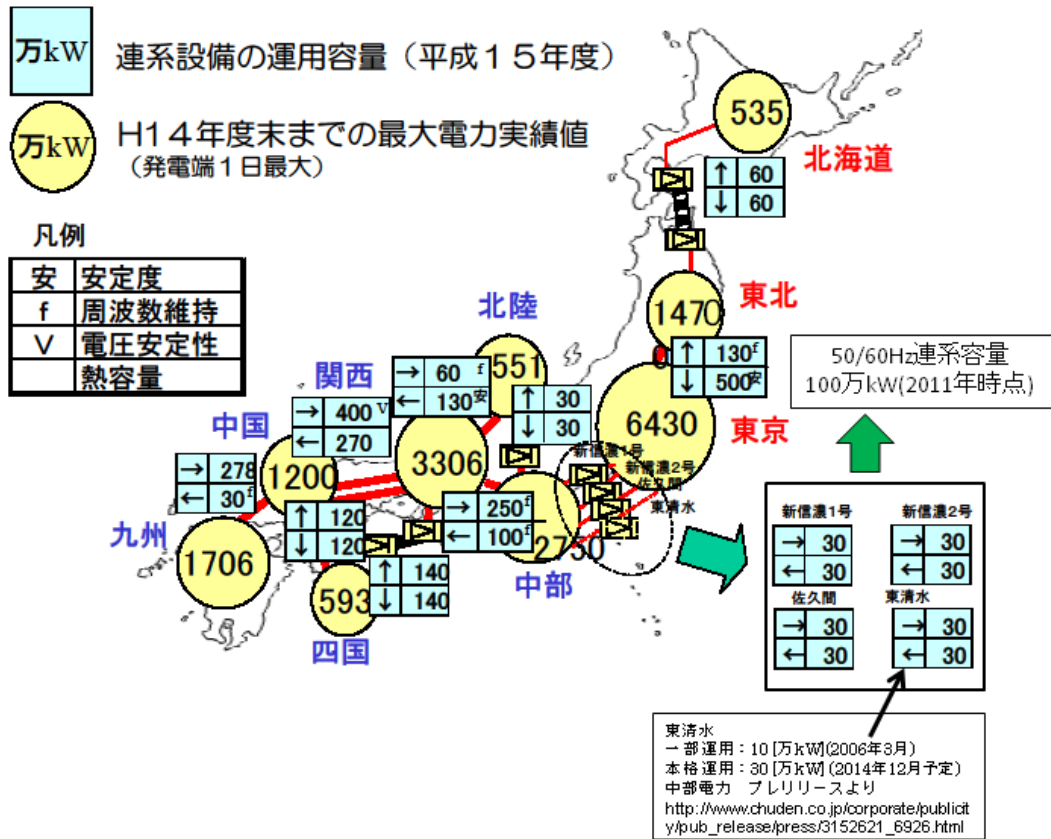 万kW 連系設備の運用容量（平成１５年度）
万kW H１４年度末までの最大電力実績値
（発電端１日最大）
凡例
安 安定度
f 周波数維持
V 電圧安定性
熱容量
535
北海道
↑ 60
↓ 60
1470
東北
↑ 130f
↓ 500安
6430
東京
50/60Hz連系容量
100万kW(2011年時点)
北陸
551
→ 60 f
← 130安
↑ 30
↓ 30
関西
→ 400 V
← 270
3306
中国
1200
→ 278
← 30f
九州
1706
↑ 120
↓ 120
593
四国
↑ 140
↓ 140
→ 250f
← 100f
2750
中部
新信濃1号
新信濃2号
佐久間
東清水
新信濃1号
→ 30
← 30
新信濃2号
→ 30
← 30
佐久間
→ 30
← 30
東清水
→ 30
← 30
東清水
一部運用：10[万kW](2006年3月)
本格運用：30[万kW](2014年12月予定)
中部電力　プレリリースより
http://www.chuden.co.jp/corporate/publicit
y/pub_release/press/3152621_6926.html